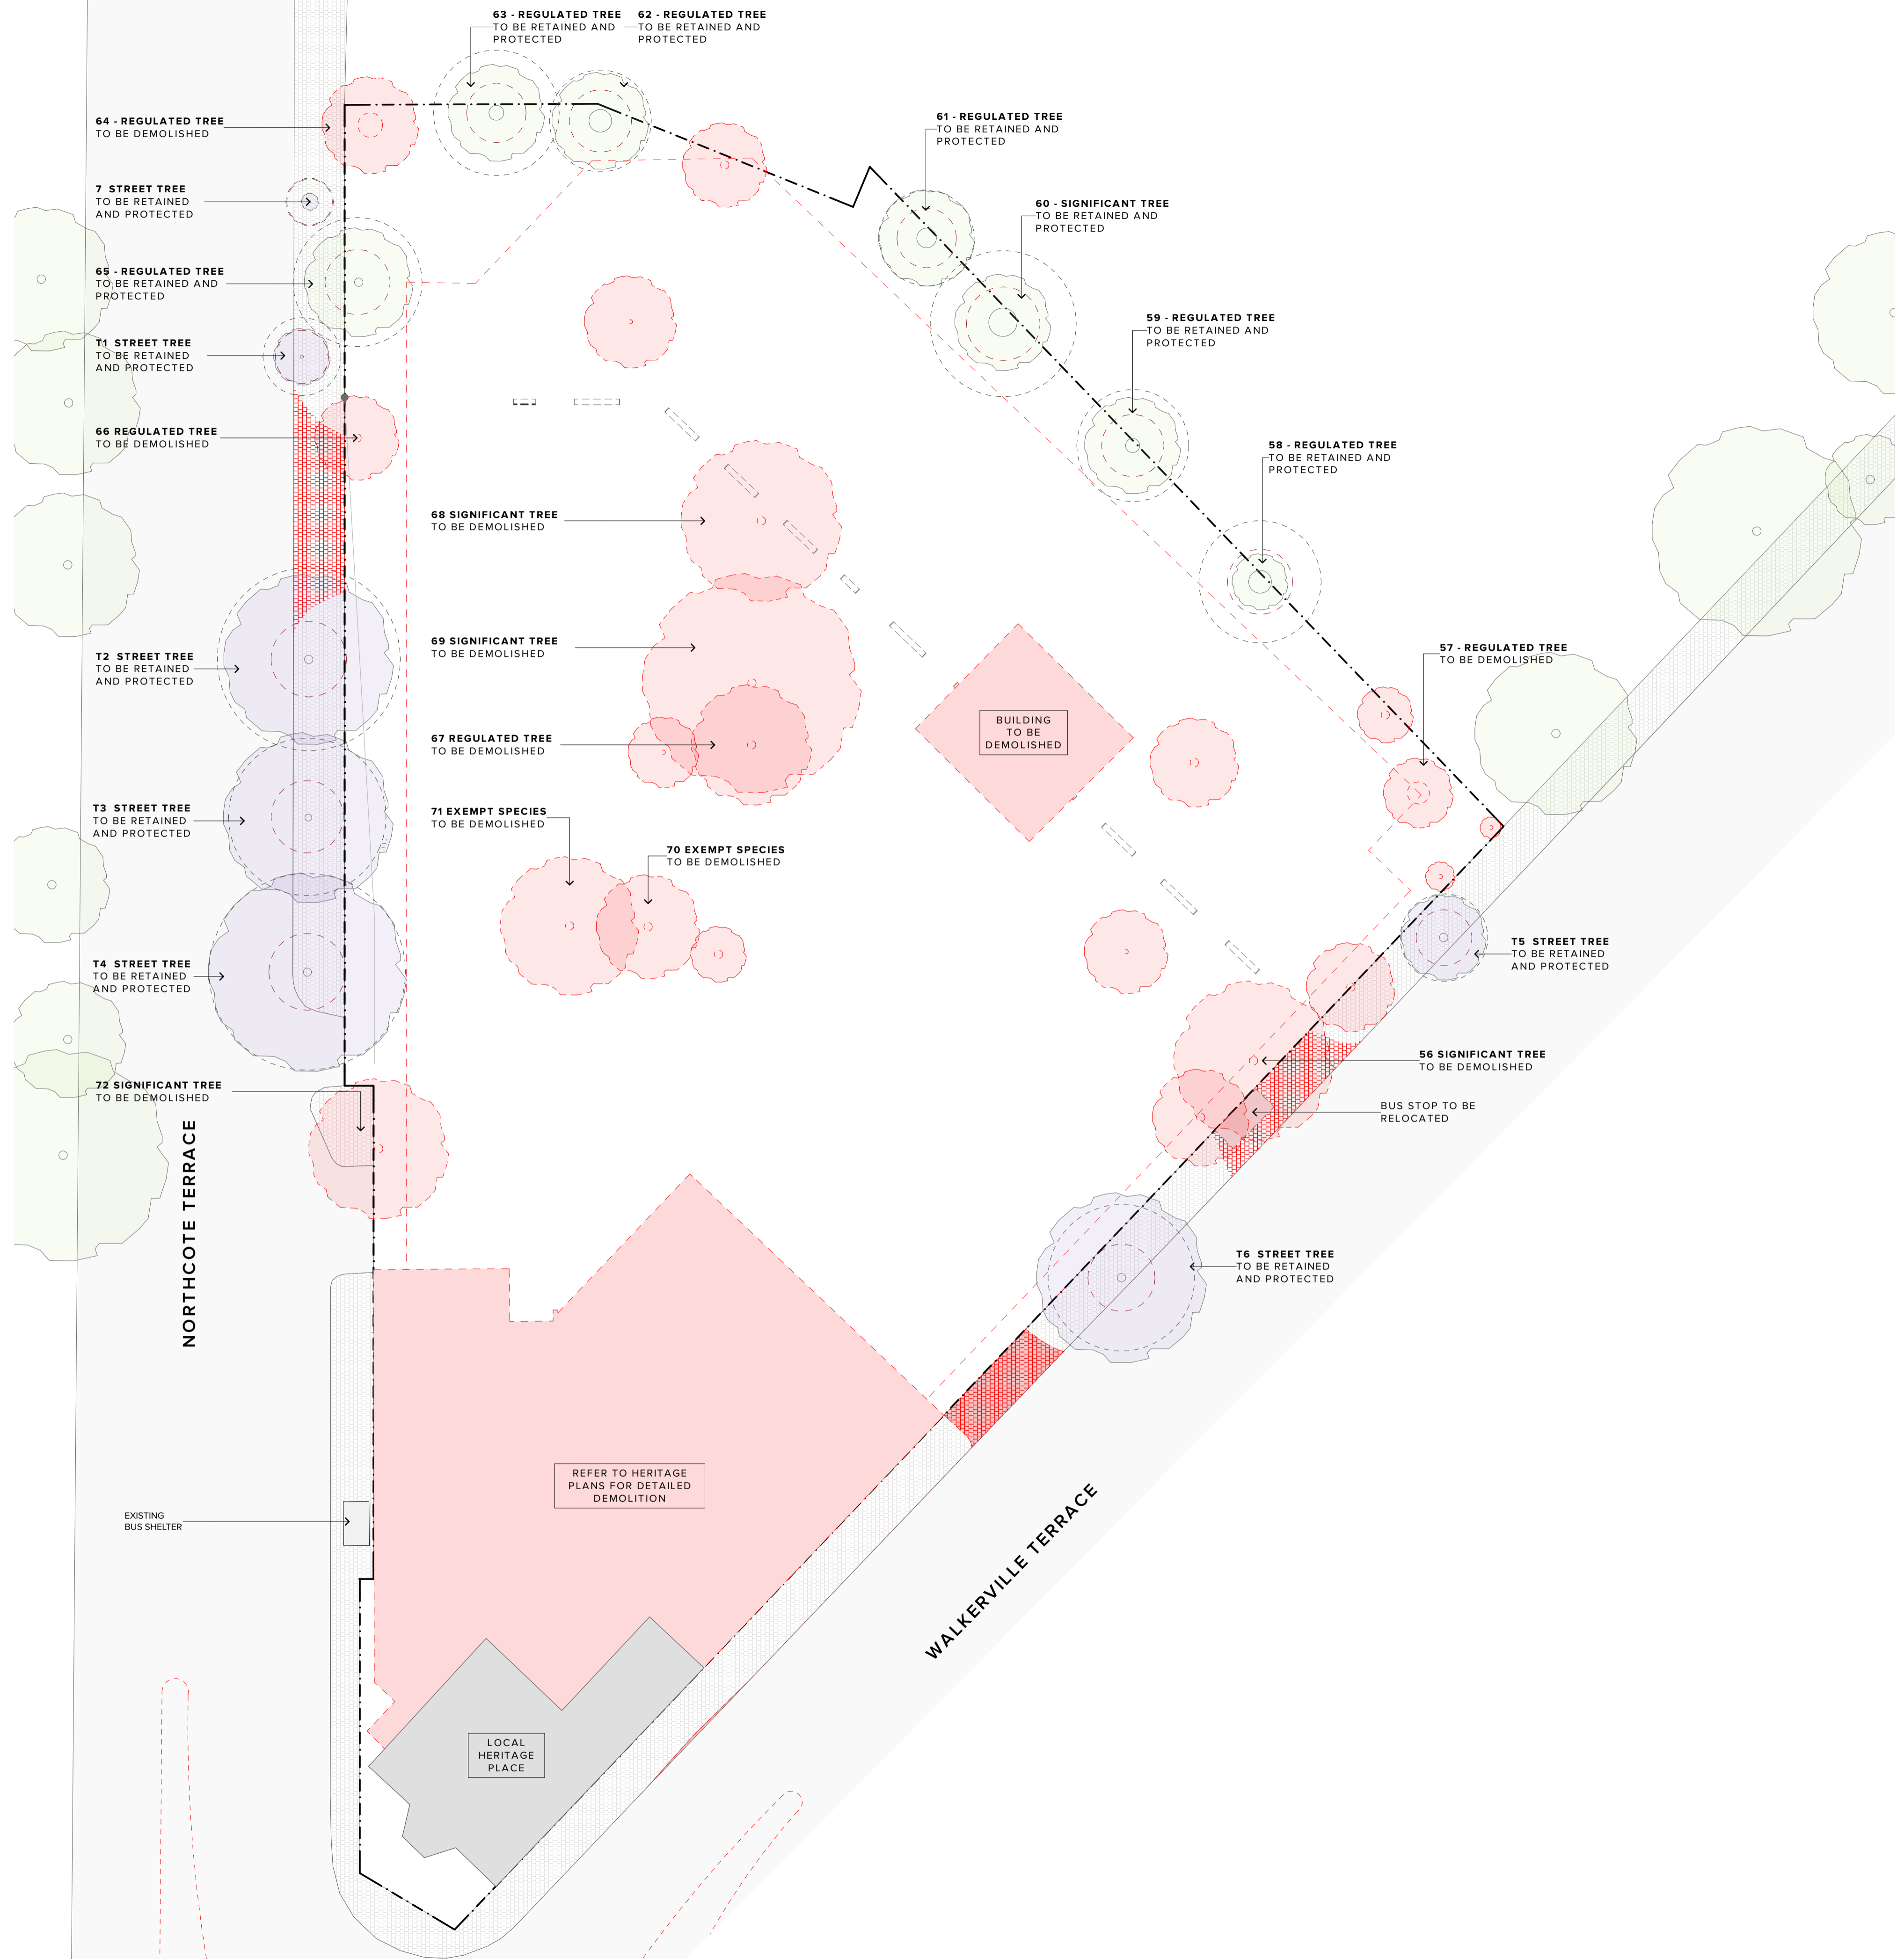 63 - REGULATED TREE
TO BE RETAINED AND
PROTECTED
62 - REGULATED TREE
TO BE RETAINED AND
PROTECTED
64 - REGULATED TREE
TO BE DEMOLISHED
61 - REGULATED TREE
TO BE RETAINED AND
PROTECTED
7 STREET TREE
TO BE RETAINED
AND PROTECTED
60 - SIGNIFICANT TREE
TO BE RETAINED AND
PROTECTED
65 - REGULATED TREE
TO BE RETAINED AND
PROTECTED
59 - REGULATED TREE
TO BE RETAINED AND
PROTECTED
T1 STREET TREE
TO BE RETAINED
AND PROTECTED
66 REGULATED TREE
TO BE DEMOLISHED
58 - REGULATED TREE
TO BE RETAINED AND
PROTECTED
68 SIGNIFICANT TREE
TO BE DEMOLISHED
69 SIGNIFICANT TREE
TO BE DEMOLISHED
57 - REGULATED TREE
TO BE DEMOLISHED
T2 STREET TREE
TO BE RETAINED
AND PROTECTED
BUILDING
TO BE
DEMOLISHED
67 REGULATED TREE
TO BE DEMOLISHED
T3 STREET TREE
TO BE RETAINED
AND PROTECTED
71 EXEMPT SPECIES
TO BE DEMOLISHED
70 EXEMPT SPECIES
TO BE DEMOLISHED
T5 STREET TREE
TO BE RETAINED
AND PROTECTED
T4 STREET TREE
TO BE RETAINED
AND PROTECTED
56 SIGNIFICANT TREE
TO BE DEMOLISHED
72 SIGNIFICANT TREE
TO BE DEMOLISHED
BUS STOP TO BE
RELOCATED
NORTHCOTE TERRACE
T6 STREET TREE
TO BE RETAINED
AND PROTECTED
REFER TO HERITAGE
PLANS FOR DETAILED
DEMOLITION
EXISTING
BUS SHELTER
WALKERVILLE TERRACE
LOCAL
HERITAGE
PLACE